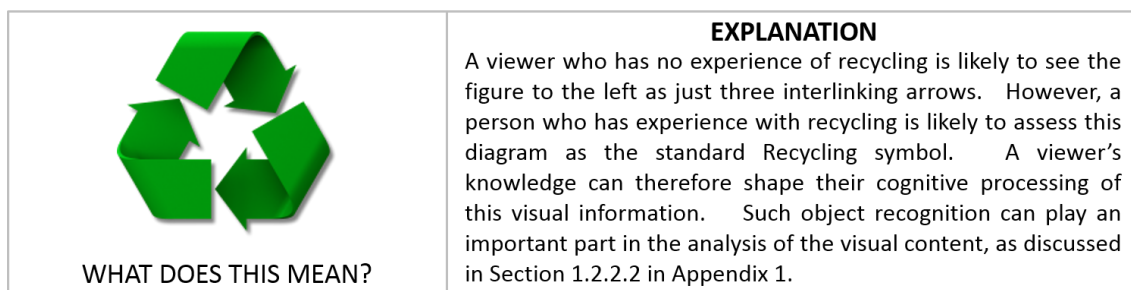 WHAT DOES THIS MEAN?
EXPLANATION
A viewer who has no experience of recycling is likely to see the
figure to the left as just three interlinking arrows. However, a
person who has experience with recycling is likely to assess this
diagram as the standard Recycling symbol. A viewer's
knowledge can therefore shape their cognitive processing of
this visual information. Such object recognition can play an
important part in the analysis of the visual content, as discussed
in Section 1.2.2.2 in Appendix 1.